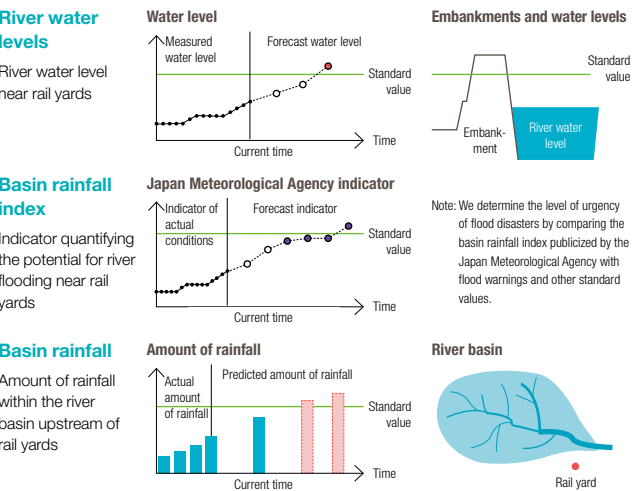 River water
levels
River water level
near rail yards
Water level
Measured
water level
Forecast water level
Standard
value
Time
Current time
Embankments and water levels
Standard
value
Embank-
ment
River water
level
Basin rainfall
index
Indicator quantifying
the potential for river
flooding near rail
yards
Japan Meteorological Agency indicator
Indicator of
actual
conditions
Forecast indicator
Standard
value
Time
Current time
Note: We determine the level of urgency
of flood disasters by comparing the
basin rainfall index publicized by the
Japan Meteorological Agency with
flood warnings and other standard
values.
Basin rainfall
Amount of rainfall
within the river
basin upstream of
rail yards
Amount of rainfall
Actual
amount
of rainfall
Predicted amount of rainfall
Standard
value
Time
Current time
River basin
Rail yard